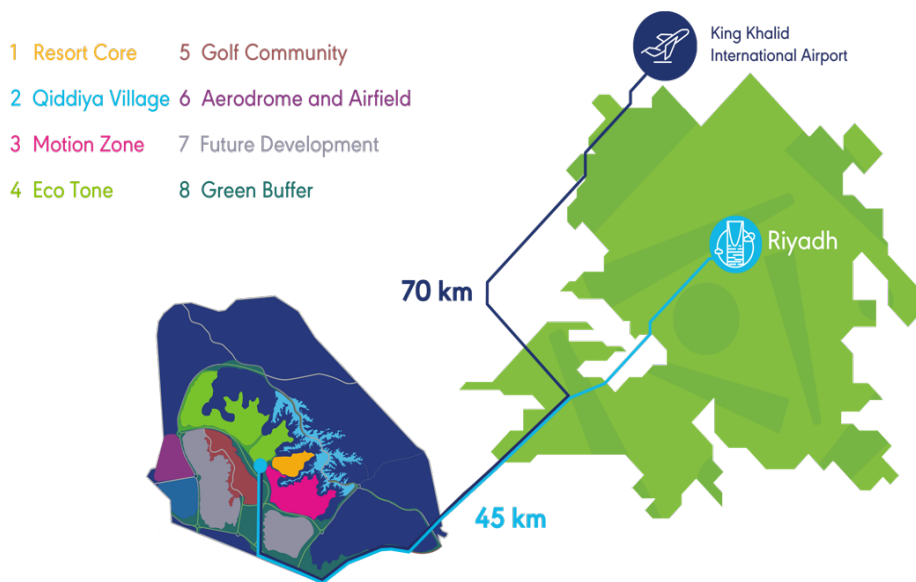 King Khalid
International Airport
1 Resort Core
5 Golf Community
2 Qiddiya Village
6 Aerodrome and Airfield
3 Motion Zone
7 Future Development
4 Eco Tone
8 Green Buffer
Riyadh
70 km
45 km